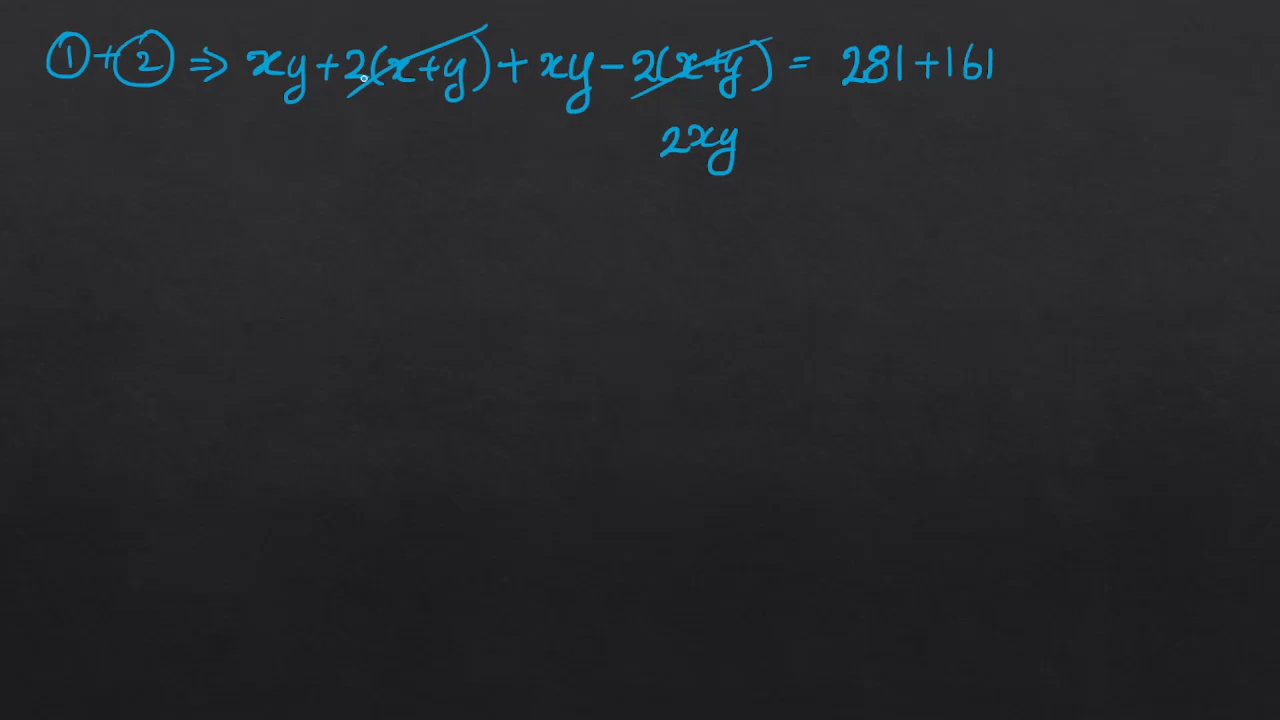 ① + ② ⇒ xy + 2(x+y) + xy − 2(x+y) = 281 + 161
2xy